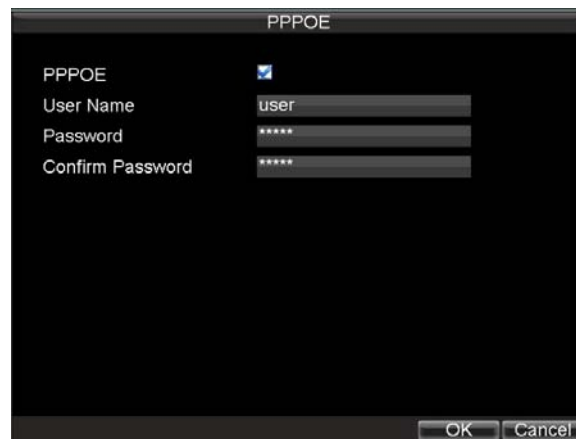 PPPOE
PPPOE
User Name user
Password *****
Confirm Password *****
OK Cancel